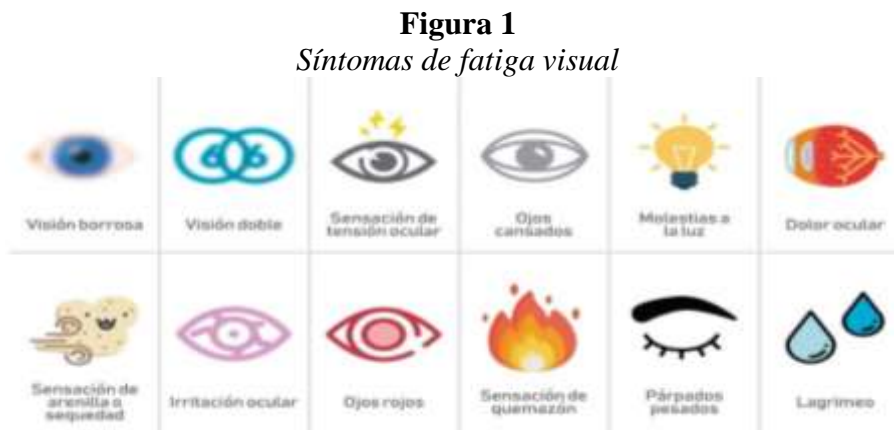 Figura 1
Síntomas de fatiga visual
Visión borrosa
Visión doble
Sensación de
tensión ocular
Ojos
cansados
Molestias a
la luz
Dolor ocular
Sensación de
arenilla o
sequedad
Irritación ocular
Ojos rojos
Sensación de
quemazón
Párpados
pesados
Lagrimeo